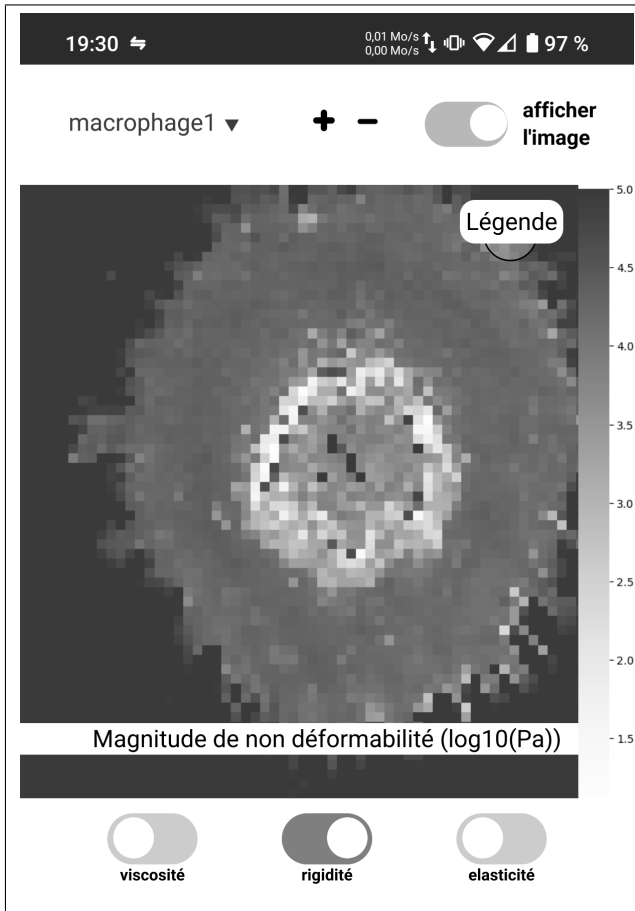 19:30
0,01 Mo/s
0,00 Mo/s
97 %
macrophage1 ▼
+ −
afficher
l'image
Légende
5.0
4.5
4.0
3.5
3.0
2.5
2.0
1.5
Magnitude de non déformabilité (log10(Pa))
viscosité
rigidité
elasticité